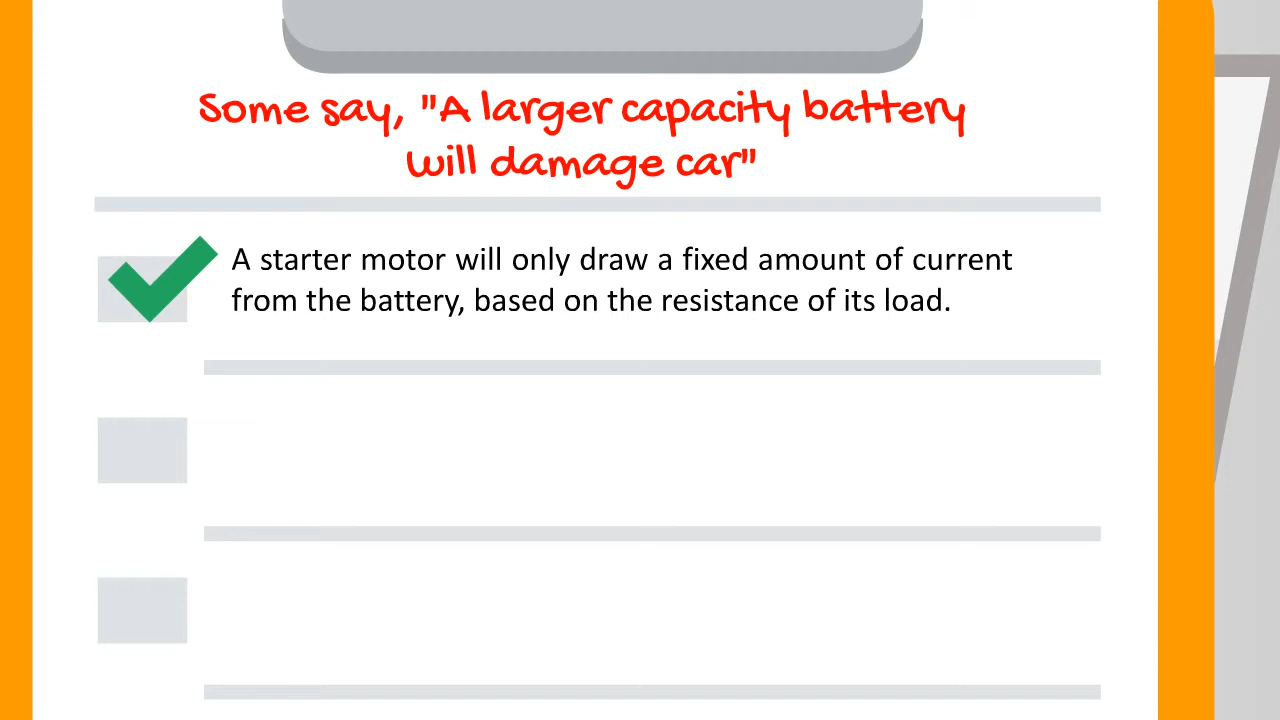 Some say, "A larger capacity battery
will damage car"
A starter motor will only draw a fixed amount of current
from the battery, based on the resistance of its load.